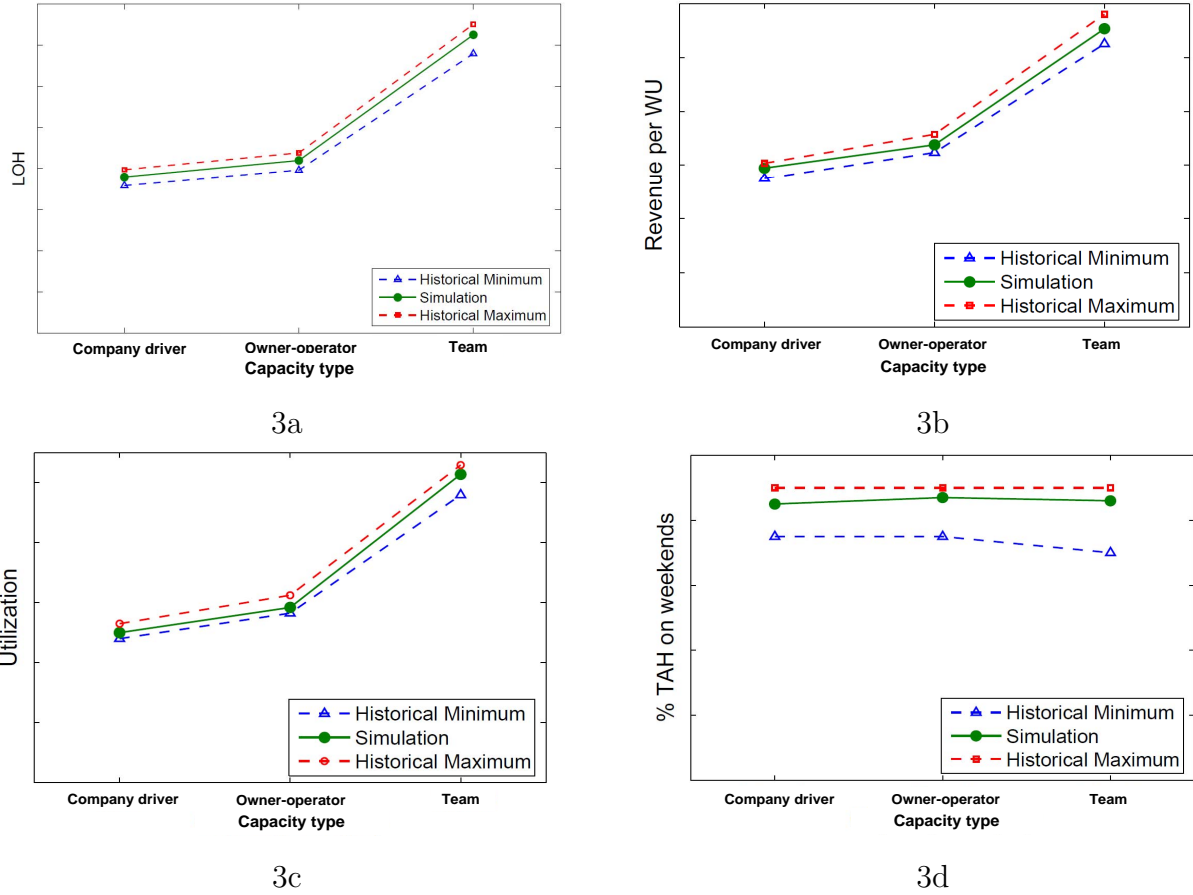 LOH
Historical Minimum
Simulation
Historical Maximum
Company driver
Owner-operator
Team
Capacity type
3a
Revenue per WU
Historical Minimum
Simulation
Historical Maximum
Company driver
Owner-operator
Team
Capacity type
3b
Utilization
Historical Minimum
Simulation
Historical Maximum
Company driver
Owner-operator
Team
Capacity type
3c
% TAH on weekends
Historical Minimum
Simulation
Historical Maximum
Company driver
Owner-operator
Team
Capacity type
3d